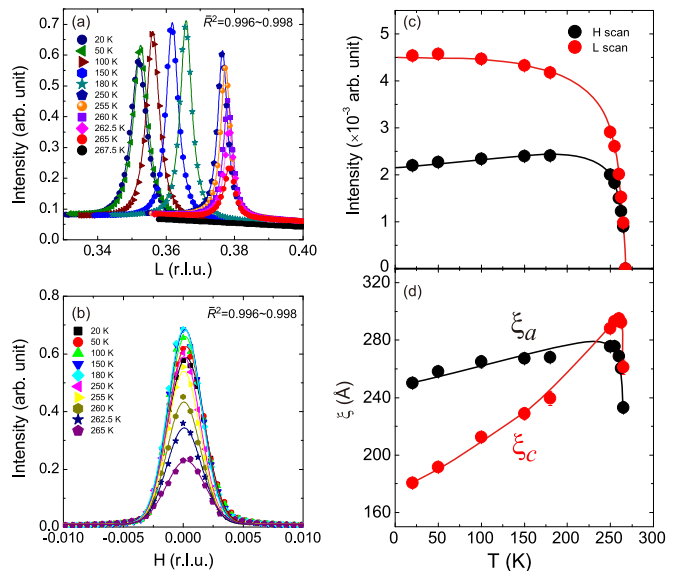 (a)
R̄²=0.996~0.998
20 K
50 K
100 K
150 K
180 K
250 K
255 K
260 K
262.5 K
265 K
267.5 K
Intensity (arb. unit)
0.7
0.6
0.5
0.4
0.3
0.2
0.1
0.0
0.34
0.36
0.38
0.40
L (r.l.u.)
(b)
R̄²=0.996~0.998
20 K
50 K
100 K
150 K
180 K
250 K
255 K
260 K
262.5 K
265 K
Intensity (arb. unit)
0.8
0.6
0.4
0.2
0.0
-0.010
-0.005
0.000
0.005
0.010
H (r.l.u.)
(c)
H scan
L scan
Intensity (×10⁻³ arb. unit)
5
4
3
2
1
0
(d)
ξₐ
ξ꜀
ξ (Å)
280
240
200
160
0
50
100
150
200
250
300
T (K)